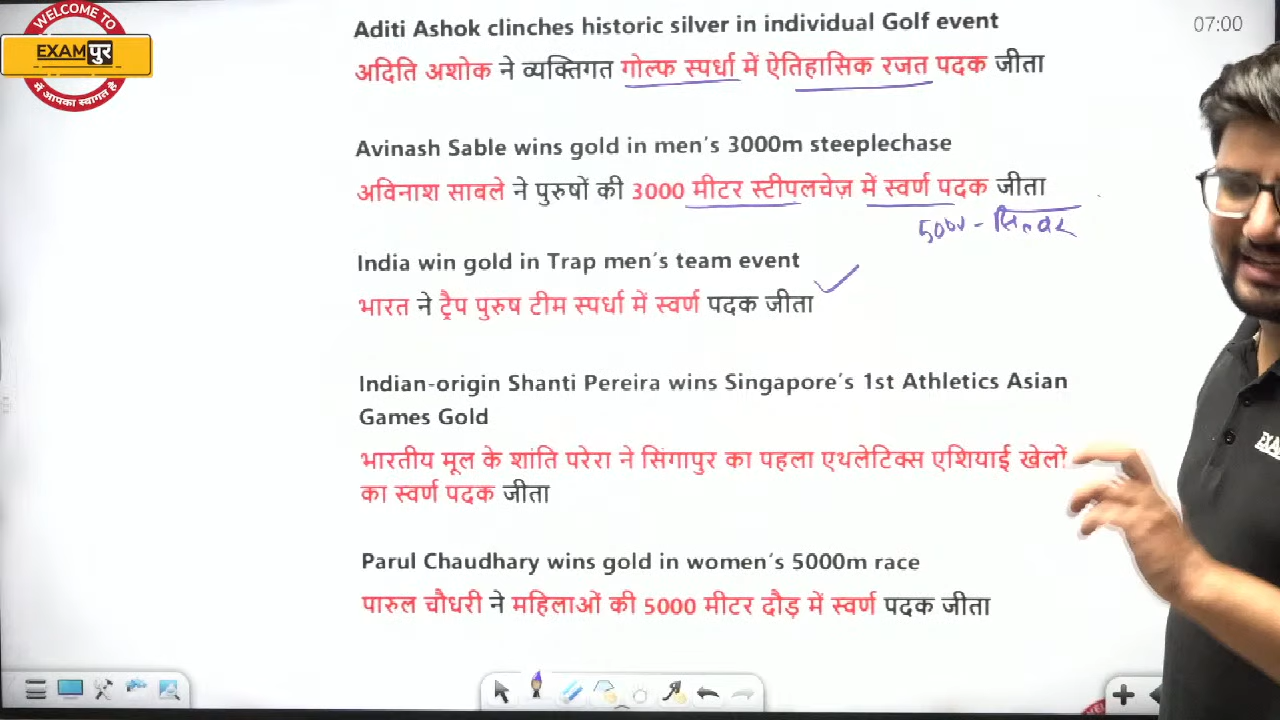 WELCOME TO
EXAMपुर
में आपका स्वागत है
07:00
Aditi Ashok clinches historic silver in individual Golf event
अदिति अशोक ने व्यक्तिगत गोल्फ स्पर्धा में ऐतिहासिक रजत पदक जीता
Avinash Sable wins gold in men's 3000m steeplechase
अविनाश साबले ने पुरुषों की 3000 मीटर स्टीपलचेज़ में स्वर्ण पदक जीता
5000 - सिल्वर
India win gold in Trap men's team event
भारत ने ट्रैप पुरुष टीम स्पर्धा में स्वर्ण पदक जीता
Indian-origin Shanti Pereira wins Singapore's 1st Athletics Asian
Games Gold
भारतीय मूल के शांति परेरा ने सिंगापुर का पहला एथलेटिक्स एशियाई खेलों
का स्वर्ण पदक जीता
Parul Chaudhary wins gold in women's 5000m race
पारुल चौधरी ने महिलाओं की 5000 मीटर दौड़ में स्वर्ण पदक जीता